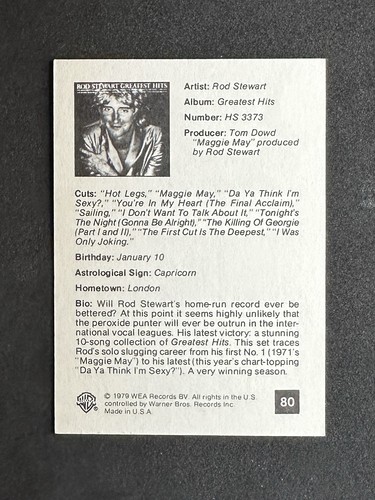 ROD STEWART GREATEST HITS
Artist: Rod Stewart
Album: Greatest Hits
Number: HS 3373
Producer: Tom Dowd
"Maggie May" produced
by Rod Stewart
Cuts: "Hot Legs," "Maggie May," "Da Ya Think I'm
Sexy?," "You're In My Heart (The Final Acclaim),"
"Sailing," "I Don't Want To Talk About It," "Tonight's
The Night (Gonna Be Alright)," "The Killing Of Georgie
(Part I and II)," "The First Cut Is The Deepest," "I Was
Only Joking."
Birthday: January 10
Astrological Sign: Capricorn
Hometown: London
Bio: Will Rod Stewart's home-run record ever be
bettered? At this point it seems highly unlikely that
the peroxide punter will ever be outrun in the inter-
national vocal leagues. His latest victory: a stunning
10-song collection of Greatest Hits. This set traces
Rod's solo slugging career from his first No. 1 (1971's
"Maggie May") to his latest (this year's chart-topping
"Da Ya Think I'm Sexy?"). A very winning season.
© 1979 WEA Records BV. All rights in the U.S.
controlled by Warner Bros. Records Inc.
Made in U.S.A.
80